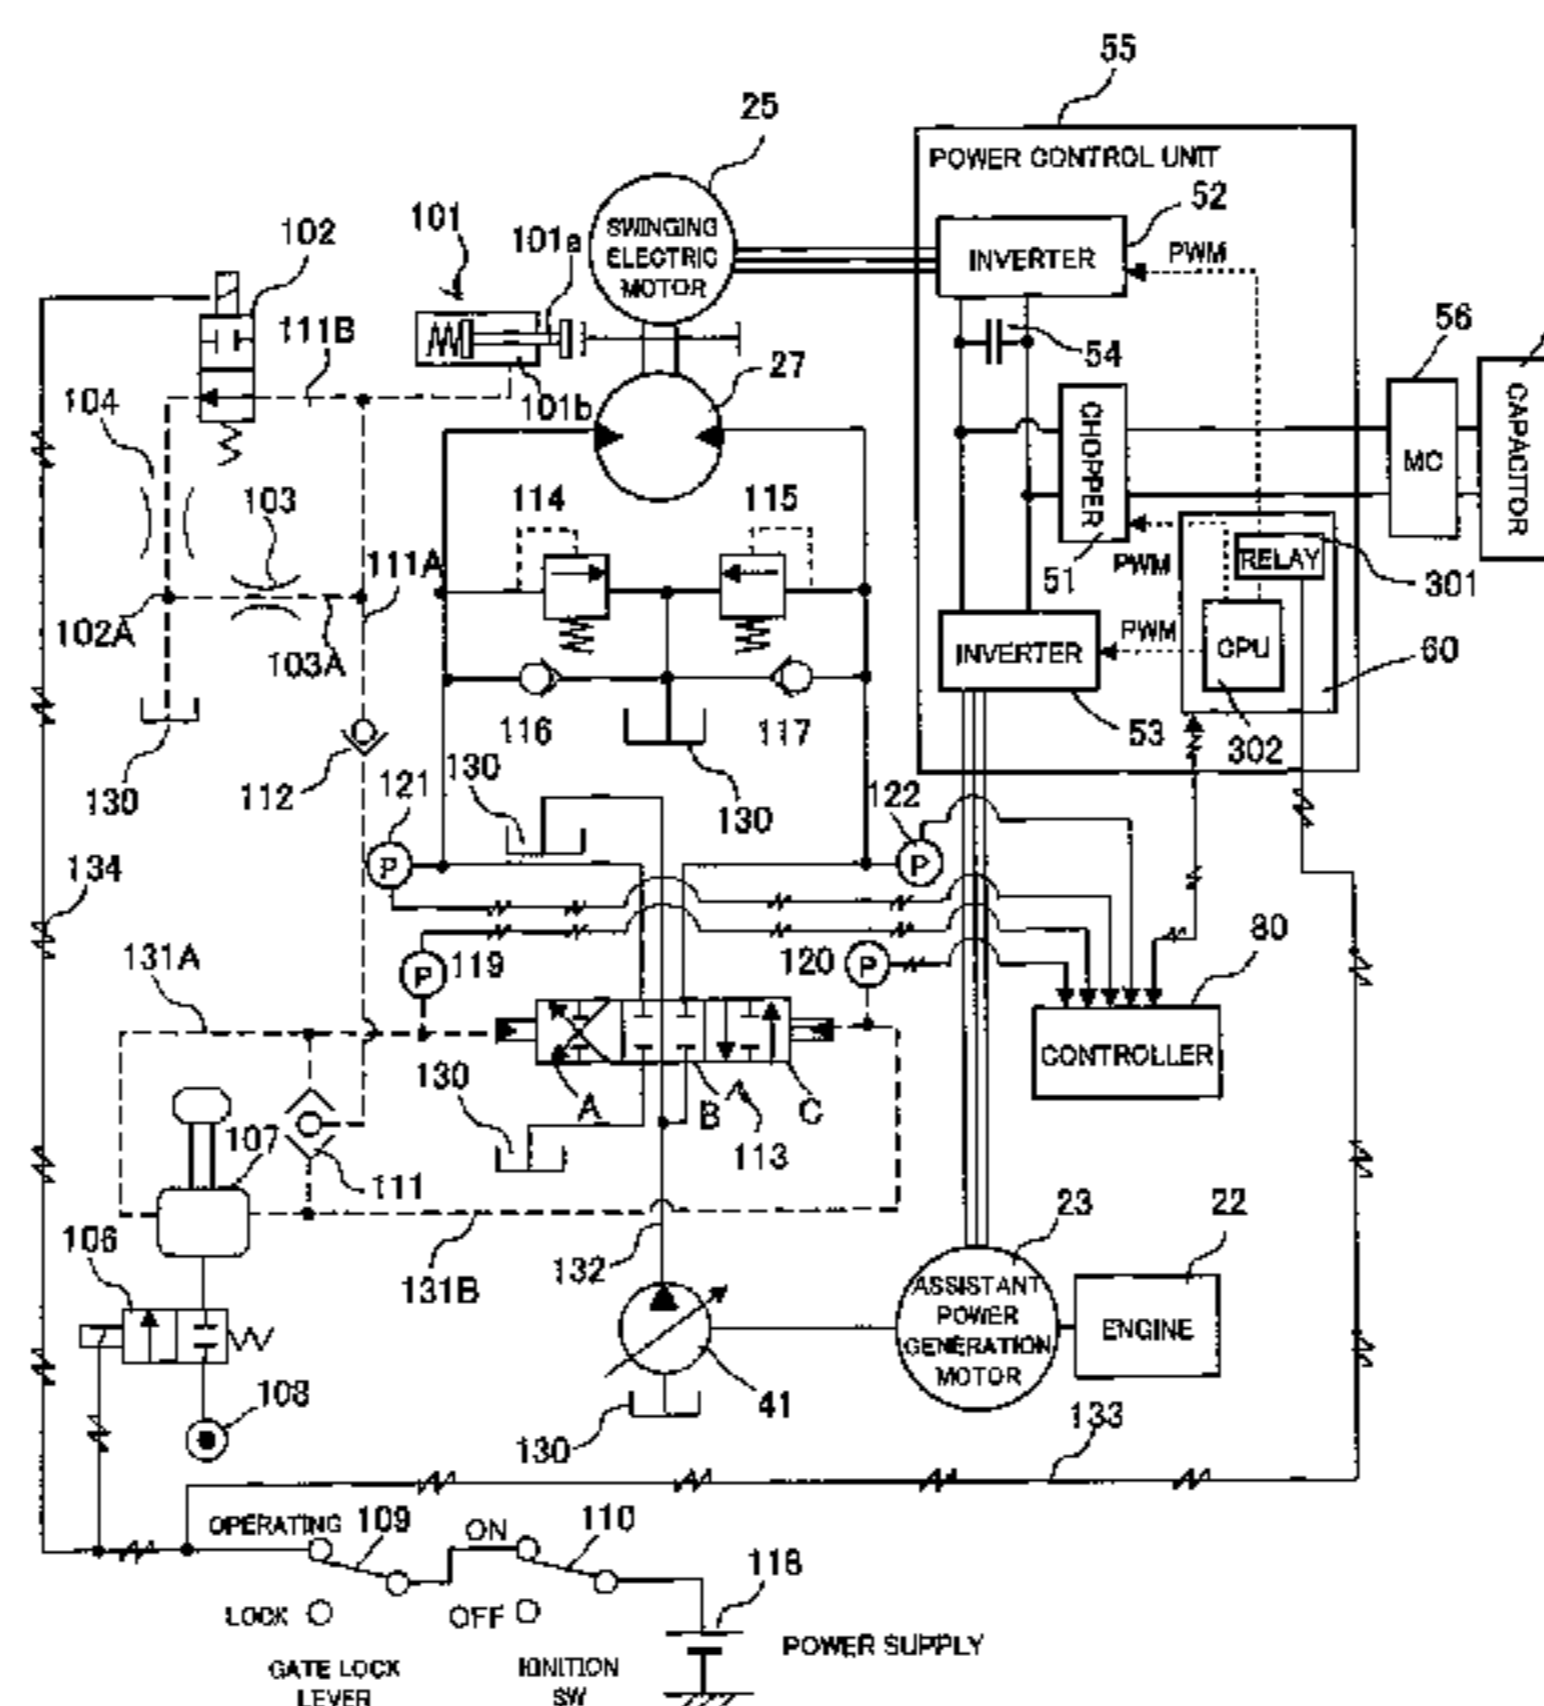 55
25
POWER CONTROL UNIT
52
102
101
101a
SWINGING
ELECTRIC
MOTOR
INVERTER
PWM
111B
54
56
27
104
101b
CHOPPER
MC
CAPACITOR
114
115
103
RELAY
111A
PWM
51
301
102A
103A
PWM
INVERTER
CPU
60
116
117
53
302
130
112
121
130
130
122
P
P
134
131A
P
119
120
P
80
CONTROLLER
130
A
B
C
107
113
111
23
22
106
132
131B
ASSISTANT
POWER
GENERATION
MOTOR
ENGINE
108
41
130
133
OPERATING
109
ON
110
118
LOCK
OFF
POWER SUPPLY
GATE LOCK
LEVER
IGNITION
SW